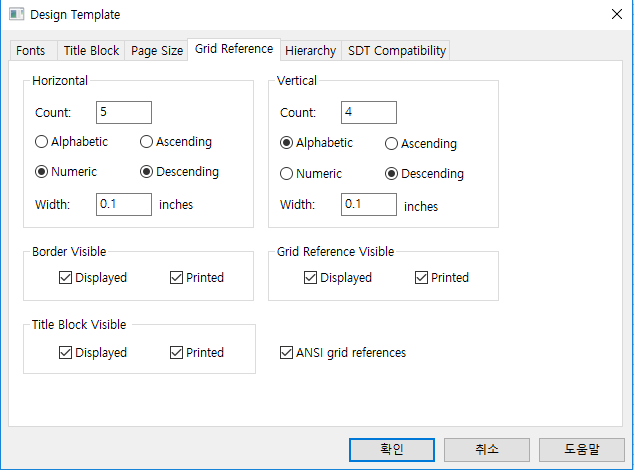 Design Template
Fonts Title Block Page Size Grid Reference Hierarchy SDT Compatibility
Horizontal
Count: 5
Alphabetic Ascending
Numeric Descending
Width: 0.1 inches
Vertical
Count: 4
Alphabetic Ascending
Numeric Descending
Width: 0.1 inches
Border Visible
Displayed Printed
Grid Reference Visible
Displayed Printed
Title Block Visible
Displayed Printed
ANSI grid references
확인 취소 도움말